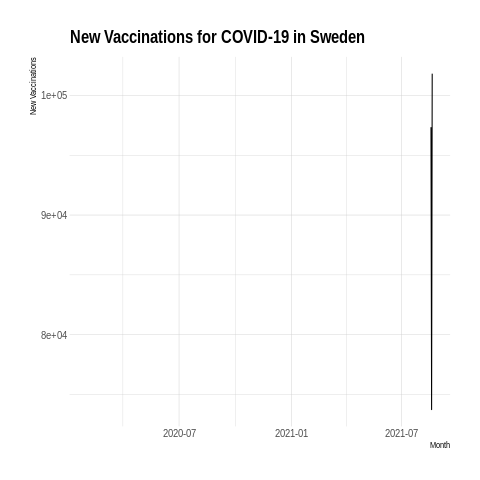 New Vaccinations for COVID-19 in Sweden
New Vaccinations
1e+05
9e+04
8e+04
2020-07
2021-01
2021-07
Month